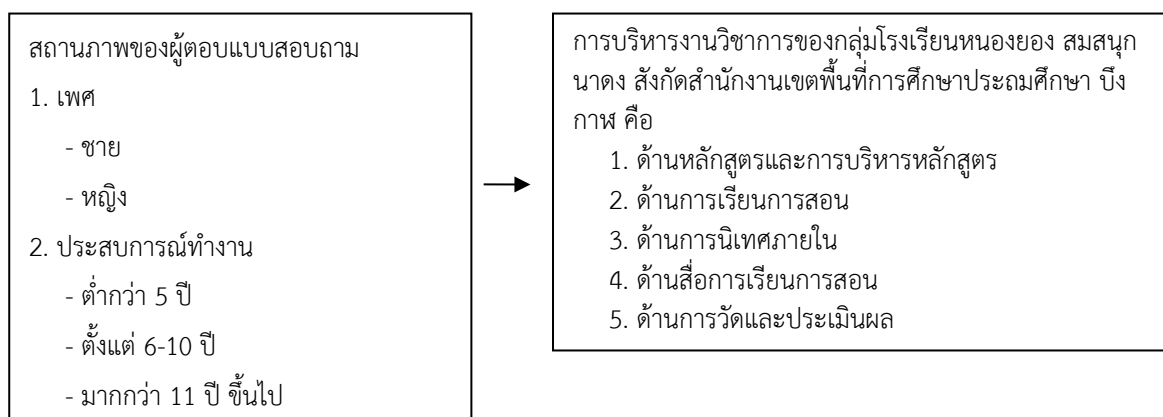 สถานภาพของผู้ตอบแบบสอบถาม
1. เพศ
- ชาย
- หญิง
2. ประสบการณ์ทำงาน
- ต่ำกว่า 5 ปี
- ตั้งแต่ 6-10 ปี
- มากกว่า 11 ปี ขึ้นไป
การบริหารงานวิชาการของกลุ่มโรงเรียนหนองยอง สมสนุก
นาดง สังกัดสำนักงานเขตพื้นที่การศึกษาประถมศึกษา บึง
กาฬ คือ
1. ด้านหลักสูตรและการบริหารหลักสูตร
2. ด้านการเรียนการสอน
3. ด้านการนิเทศภายใน
4. ด้านสื่อการเรียนการสอน
5. ด้านการวัดและประเมินผล